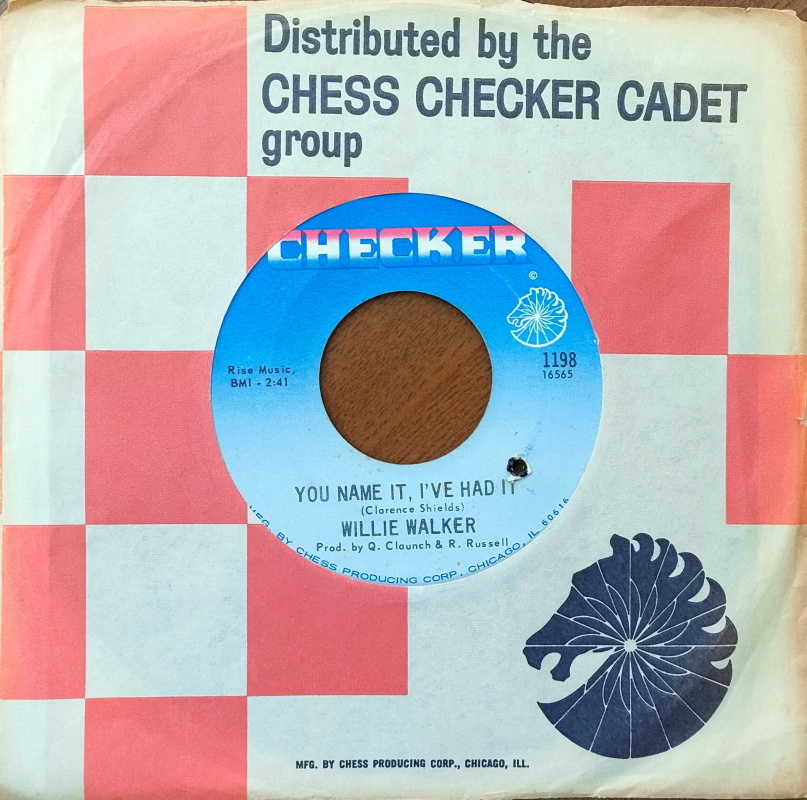 Distributed by the
CHESS CHECKER CADET
group
CHECKER
©
1198
16565
Rise Music,
BMI - 2:41
YOU NAME IT, I'VE HAD IT
(Clarence Shields)
WILLIE WALKER
Prod. by Q. Claunch & R. Russell
MFG. BY CHESS PRODUCING CORP., CHICAGO, IL 60616
MFG. BY CHESS PRODUCING CORP., CHICAGO, ILL.